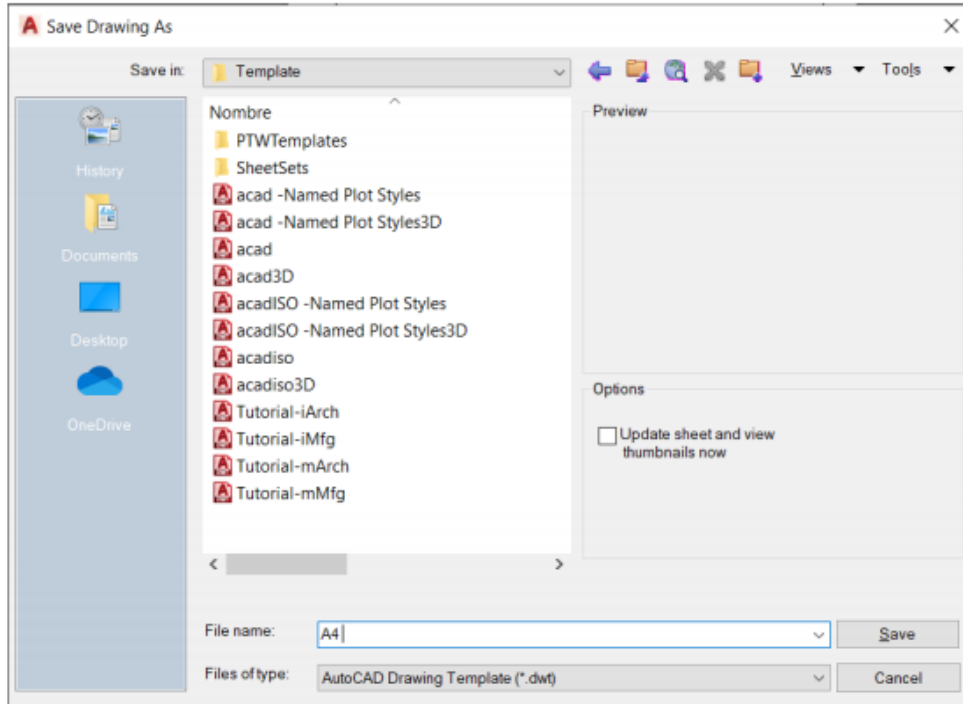 Save Drawing As
Save in:
Template
Views
Tools
History
Documents
Desktop
OneDrive
Nombre
PTWTemplates
SheetSets
acad -Named Plot Styles
acad -Named Plot Styles3D
acad
acad3D
acadISO -Named Plot Styles
acadISO -Named Plot Styles3D
acadiso
acadiso3D
Tutorial-iArch
Tutorial-iMfg
Tutorial-mArch
Tutorial-mMfg
Preview
Options
Update sheet and view
thumbnails now
File name:
A4
Save
Files of type:
AutoCAD Drawing Template (*.dwt)
Cancel